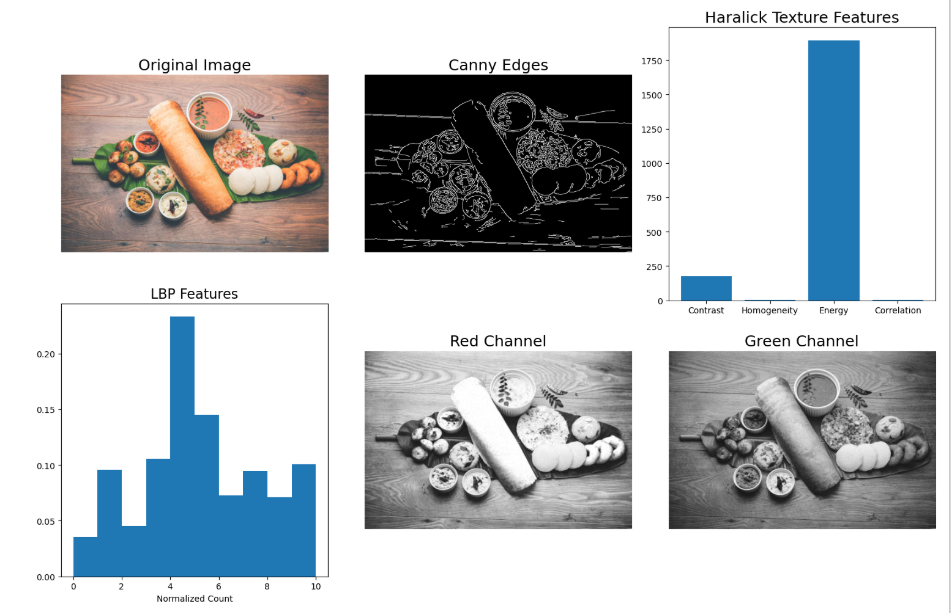 Original Image
Canny Edges
Haralick Texture Features
1750
1500
1250
1000
750
500
250
0
Contrast Homogeneity Energy Correlation
LBP Features
0.20
0.15
0.10
0.05
0.00
0 2 4 6 8 10
Normalized Count
Red Channel
Green Channel